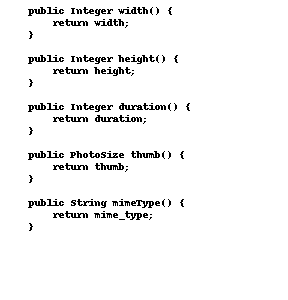 public Integer width() {
return width;
}
public Integer height() {
return height;
}
public Integer duration() {
return duration;
}
public PhotoSize thumb() {
return thumb;
}
public String mimeType() {
return mime_type;
}